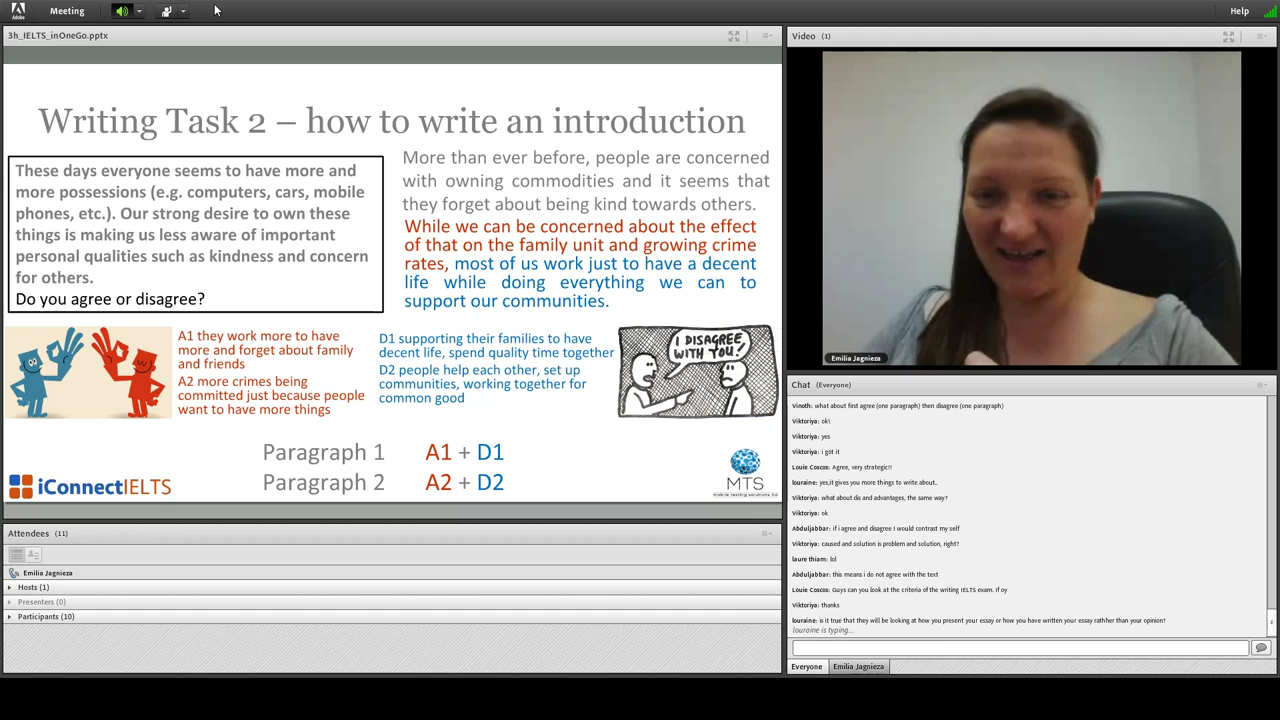 Adobe
Meeting
Help
3h_IELTS_inOneGo.pptx
Writing Task 2 – how to write an introduction
These days everyone seems to have more and
more possessions (e.g. computers, cars, mobile
phones, etc.). Our strong desire to own these
things is making us less aware of important
personal qualities such as kindness and concern
for others.
Do you agree or disagree?
More than ever before, people are concerned
with owning commodities and it seems that
they forget about being kind towards others.
While we can be concerned about the effect
of that on the family unit and growing crime
rates, most of us work just to have a decent
life while doing everything we can to
support our communities.
A1 they work more to have
more and forget about family
and friends
A2 more crimes being
committed just because people
want to have more things
D1 supporting their families to have
decent life, spend quality time together
D2 people help each other, set up
communities, working together for
common good
I DISAGREE
WITH YOU!
Paragraph 1 A1 + D1
Paragraph 2 A2 + D2
iConnectIELTS
MTS
mobile testing solutions ltd
Attendees (11)
Emilia Jagnieza
Hosts (1)
Presenters (0)
Participants (10)
Video (1)
Emilia Jagnieza
Chat (Everyone)
Vinoth: what about first agree (one paragraph) then disagree (one paragraph)
Viktoriya: ok\
Viktoriya: yes
Viktoriya: i got it
Louie Coscos: Agree, very strategic!!
louraine: yes,it gives you more things to write about..
Viktoriya: what about dis and advantages, the same way?
Viktoriya: ok
Abduljabbar: if i agree and disagree I would contrast my self
Viktoriya: caused and solution is problem and solution, right?
laure thiam: lol
Abduljabbar: this means i do not agree with the text
Louie Coscos: Guys can you look at the criteria of the writing IELTS exam. If oy
Viktoriya: thanks
louraine: is it true that they will be looking at how you present your essay or how you have written your essay rathher than your opinion?
louraine is typing...
Everyone
Emilia Jagnieza